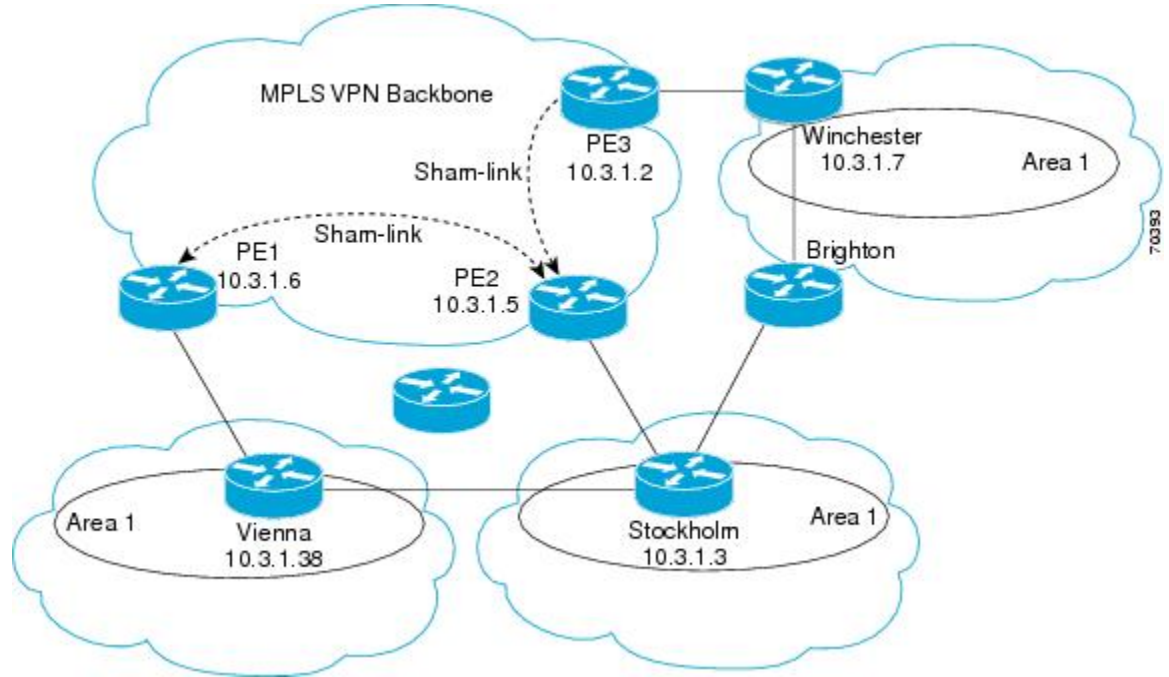 MPLS VPN Backbone
PE3
10.3.1.2
Sham-link
Winchester
10.3.1.7
Area 1
Sham-link
PE1
10.3.1.6
PE2
10.3.1.5
Brighton
70393
Area 1
Vienna
10.3.1.38
Stockholm
10.3.1.3
Area 1